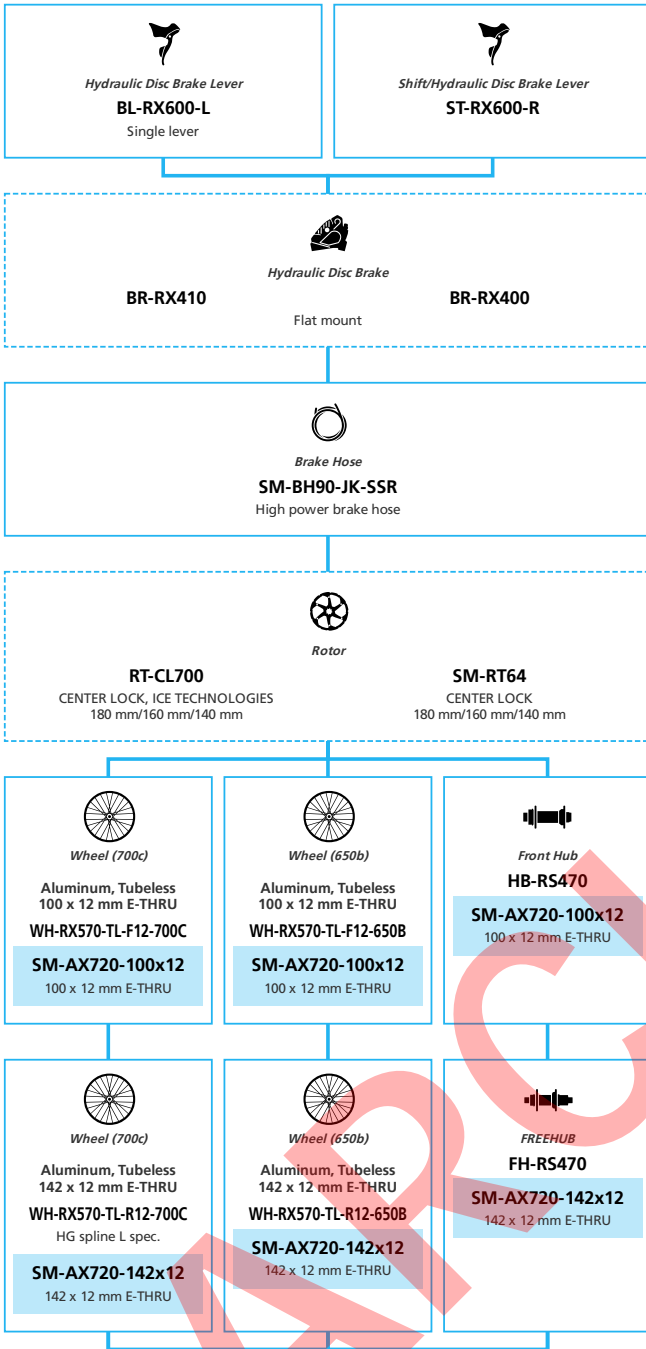 Hydraulic Disc Brake Lever
BL-RX600-L
Single lever
Shift/Hydraulic Disc Brake Lever
ST-RX600-R
Hydraulic Disc Brake
BR-RX410
BR-RX400
Flat mount
Brake Hose
SM-BH90-JK-SSR
High power brake hose
Rotor
RT-CL700
CENTER LOCK, ICE TECHNOLOGIES
180 mm/160 mm/140 mm
SM-RT64
CENTER LOCK
180 mm/160 mm/140 mm
Wheel (700c)
Aluminum, Tubeless
100 x 12 mm E-THRU
WH-RX570-TL-F12-700C
SM-AX720-100x12
100 x 12 mm E-THRU
Wheel (650b)
Aluminum, Tubeless
100 x 12 mm E-THRU
WH-RX570-TL-F12-650B
SM-AX720-100x12
100 x 12 mm E-THRU
Front Hub
HB-RS470
SM-AX720-100x12
100 x 12 mm E-THRU
Wheel (700c)
Aluminum, Tubeless
142 x 12 mm E-THRU
WH-RX570-TL-R12-700C
HG spline L spec.
SM-AX720-142x12
142 x 12 mm E-THRU
Wheel (650b)
Aluminum, Tubeless
142 x 12 mm E-THRU
WH-RX570-TL-R12-650B
SM-AX720-142x12
142 x 12 mm E-THRU
FREEHUB
FH-RS470
SM-AX720-142x12
142 x 12 mm E-THRU